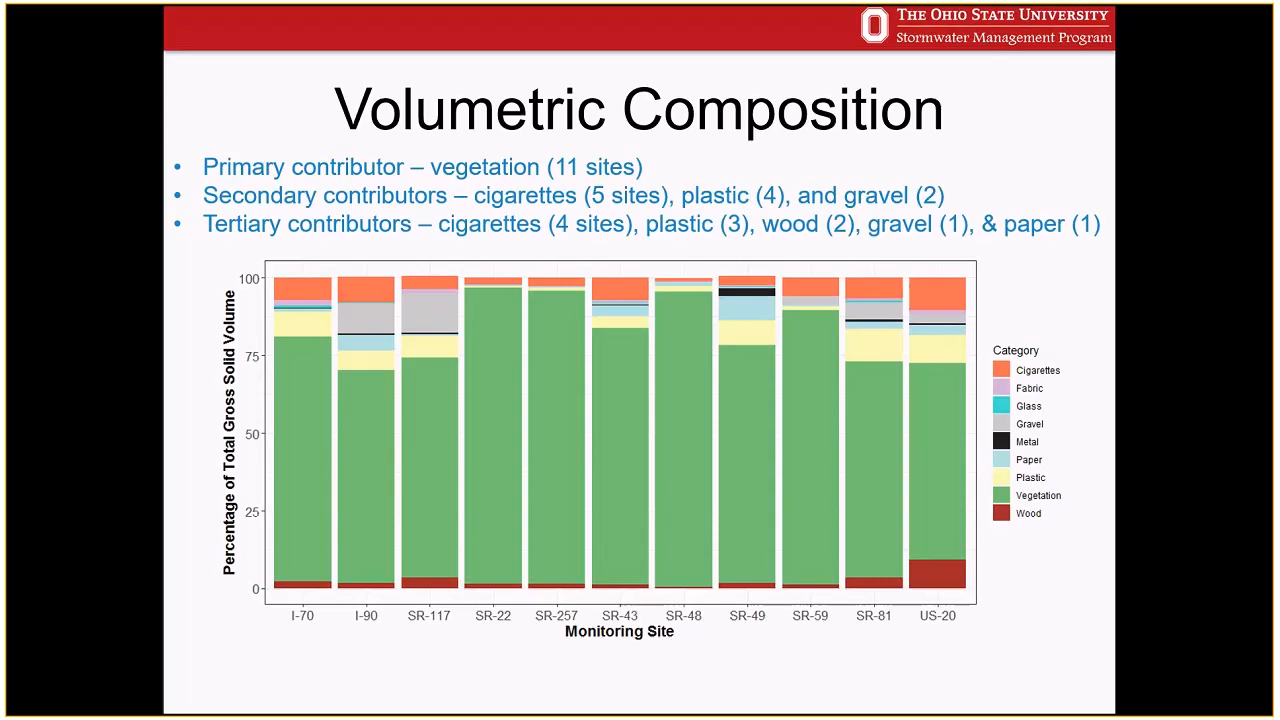 THE OHIO STATE UNIVERSITY
Stormwater Management Program
Volumetric Composition
• Primary contributor – vegetation (11 sites)
• Secondary contributors – cigarettes (5 sites), plastic (4), and gravel (2)
• Tertiary contributors – cigarettes (4 sites), plastic (3), wood (2), gravel (1), & paper (1)
Percentage of Total Gross Solid Volume
100
75
50
25
0
I-70 I-90 SR-117 SR-22 SR-257 SR-43 SR-48 SR-49 SR-59 SR-81 US-20
Monitoring Site
Category
Cigarettes
Fabric
Glass
Gravel
Metal
Paper
Plastic
Vegetation
Wood